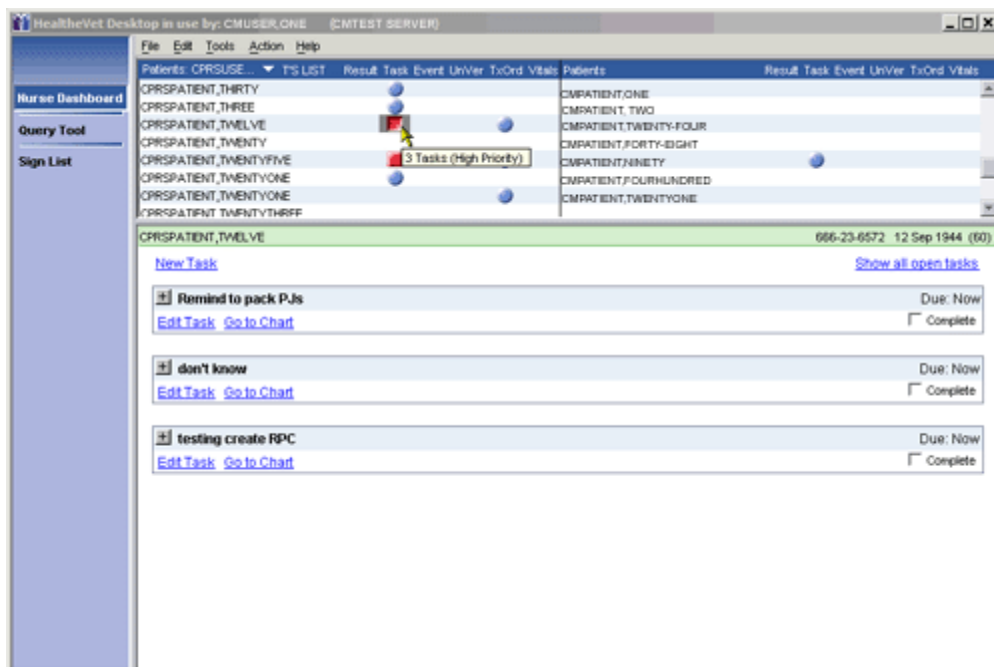 HealtheVet Desktop in use by: CMUSER,ONE (CMTEST SERVER)
File Edit Tools Action Help
Patients: CPRSUSE... T'S LIST Result Task Event UnVer TxOrd Vitals Patients Result Task Event UnVer TxOrd Vitals
Nurse Dashboard
Query Tool
Sign List
CPRSPATIENT,THIRTY
CPRSPATIENT,THREE
CPRSPATIENT,TWELVE
CPRSPATIENT,TWENTY
CPRSPATIENT,TWENTYFIVE
CPRSPATIENT,TWENTYONE
CPRSPATIENT,TWENTYONE
CPRSPATIENT,TWENTYTHREE
3 Tasks (High Priority)
CMPATIENT,ONE
CMPATIENT, TWO
CMPATIENT,TWENTY-FOUR
CMPATIENT,FORTY-EIGHT
CMPATIENT,NINETY
CMPATIENT,FOURHUNDRED
CMPATIENT,TWENTYONE
CPRSPATIENT,TWELVE 666-23-6572 12 Sep 1944 (60)
New Task Show all open tasks
Remind to pack PJs Due: Now
Edit Task Go to Chart Complete
don't know Due: Now
Edit Task Go to Chart Complete
testing create RPC Due: Now
Edit Task Go to Chart Complete